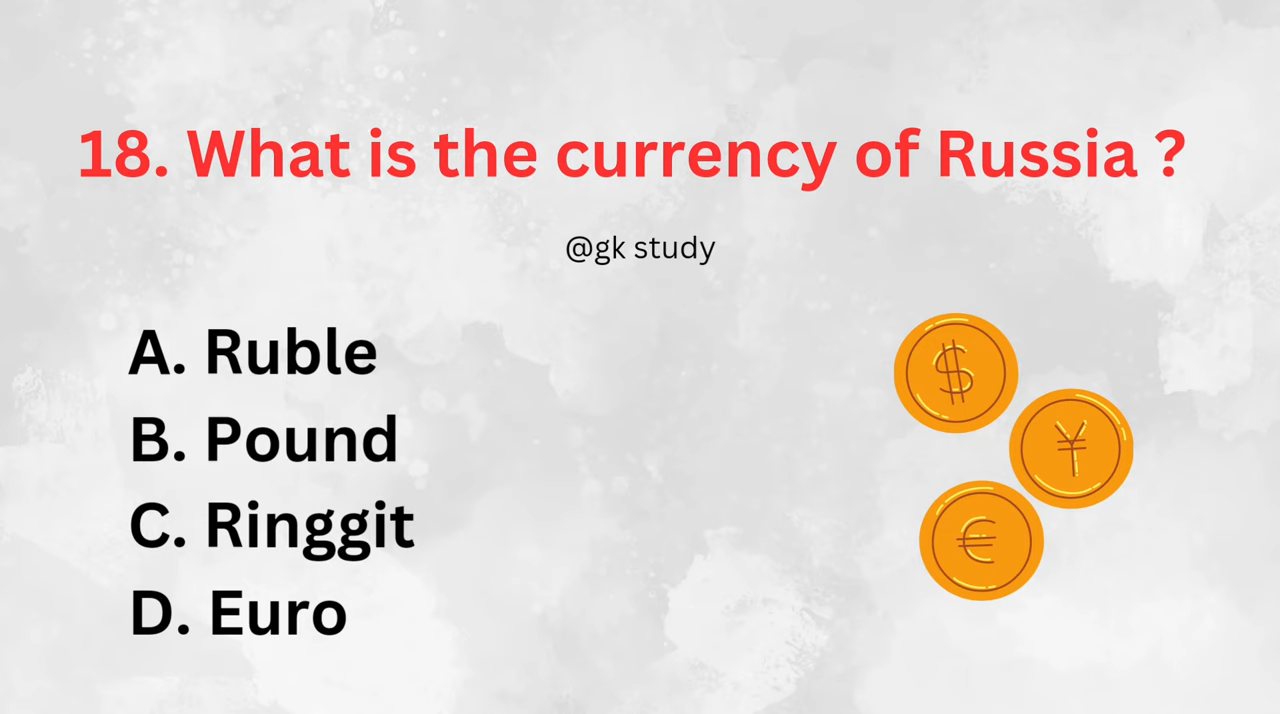 18. What is the currency of Russia ?
@gk study
A. Ruble
B. Pound
C. Ringgit
D. Euro
$
¥
€